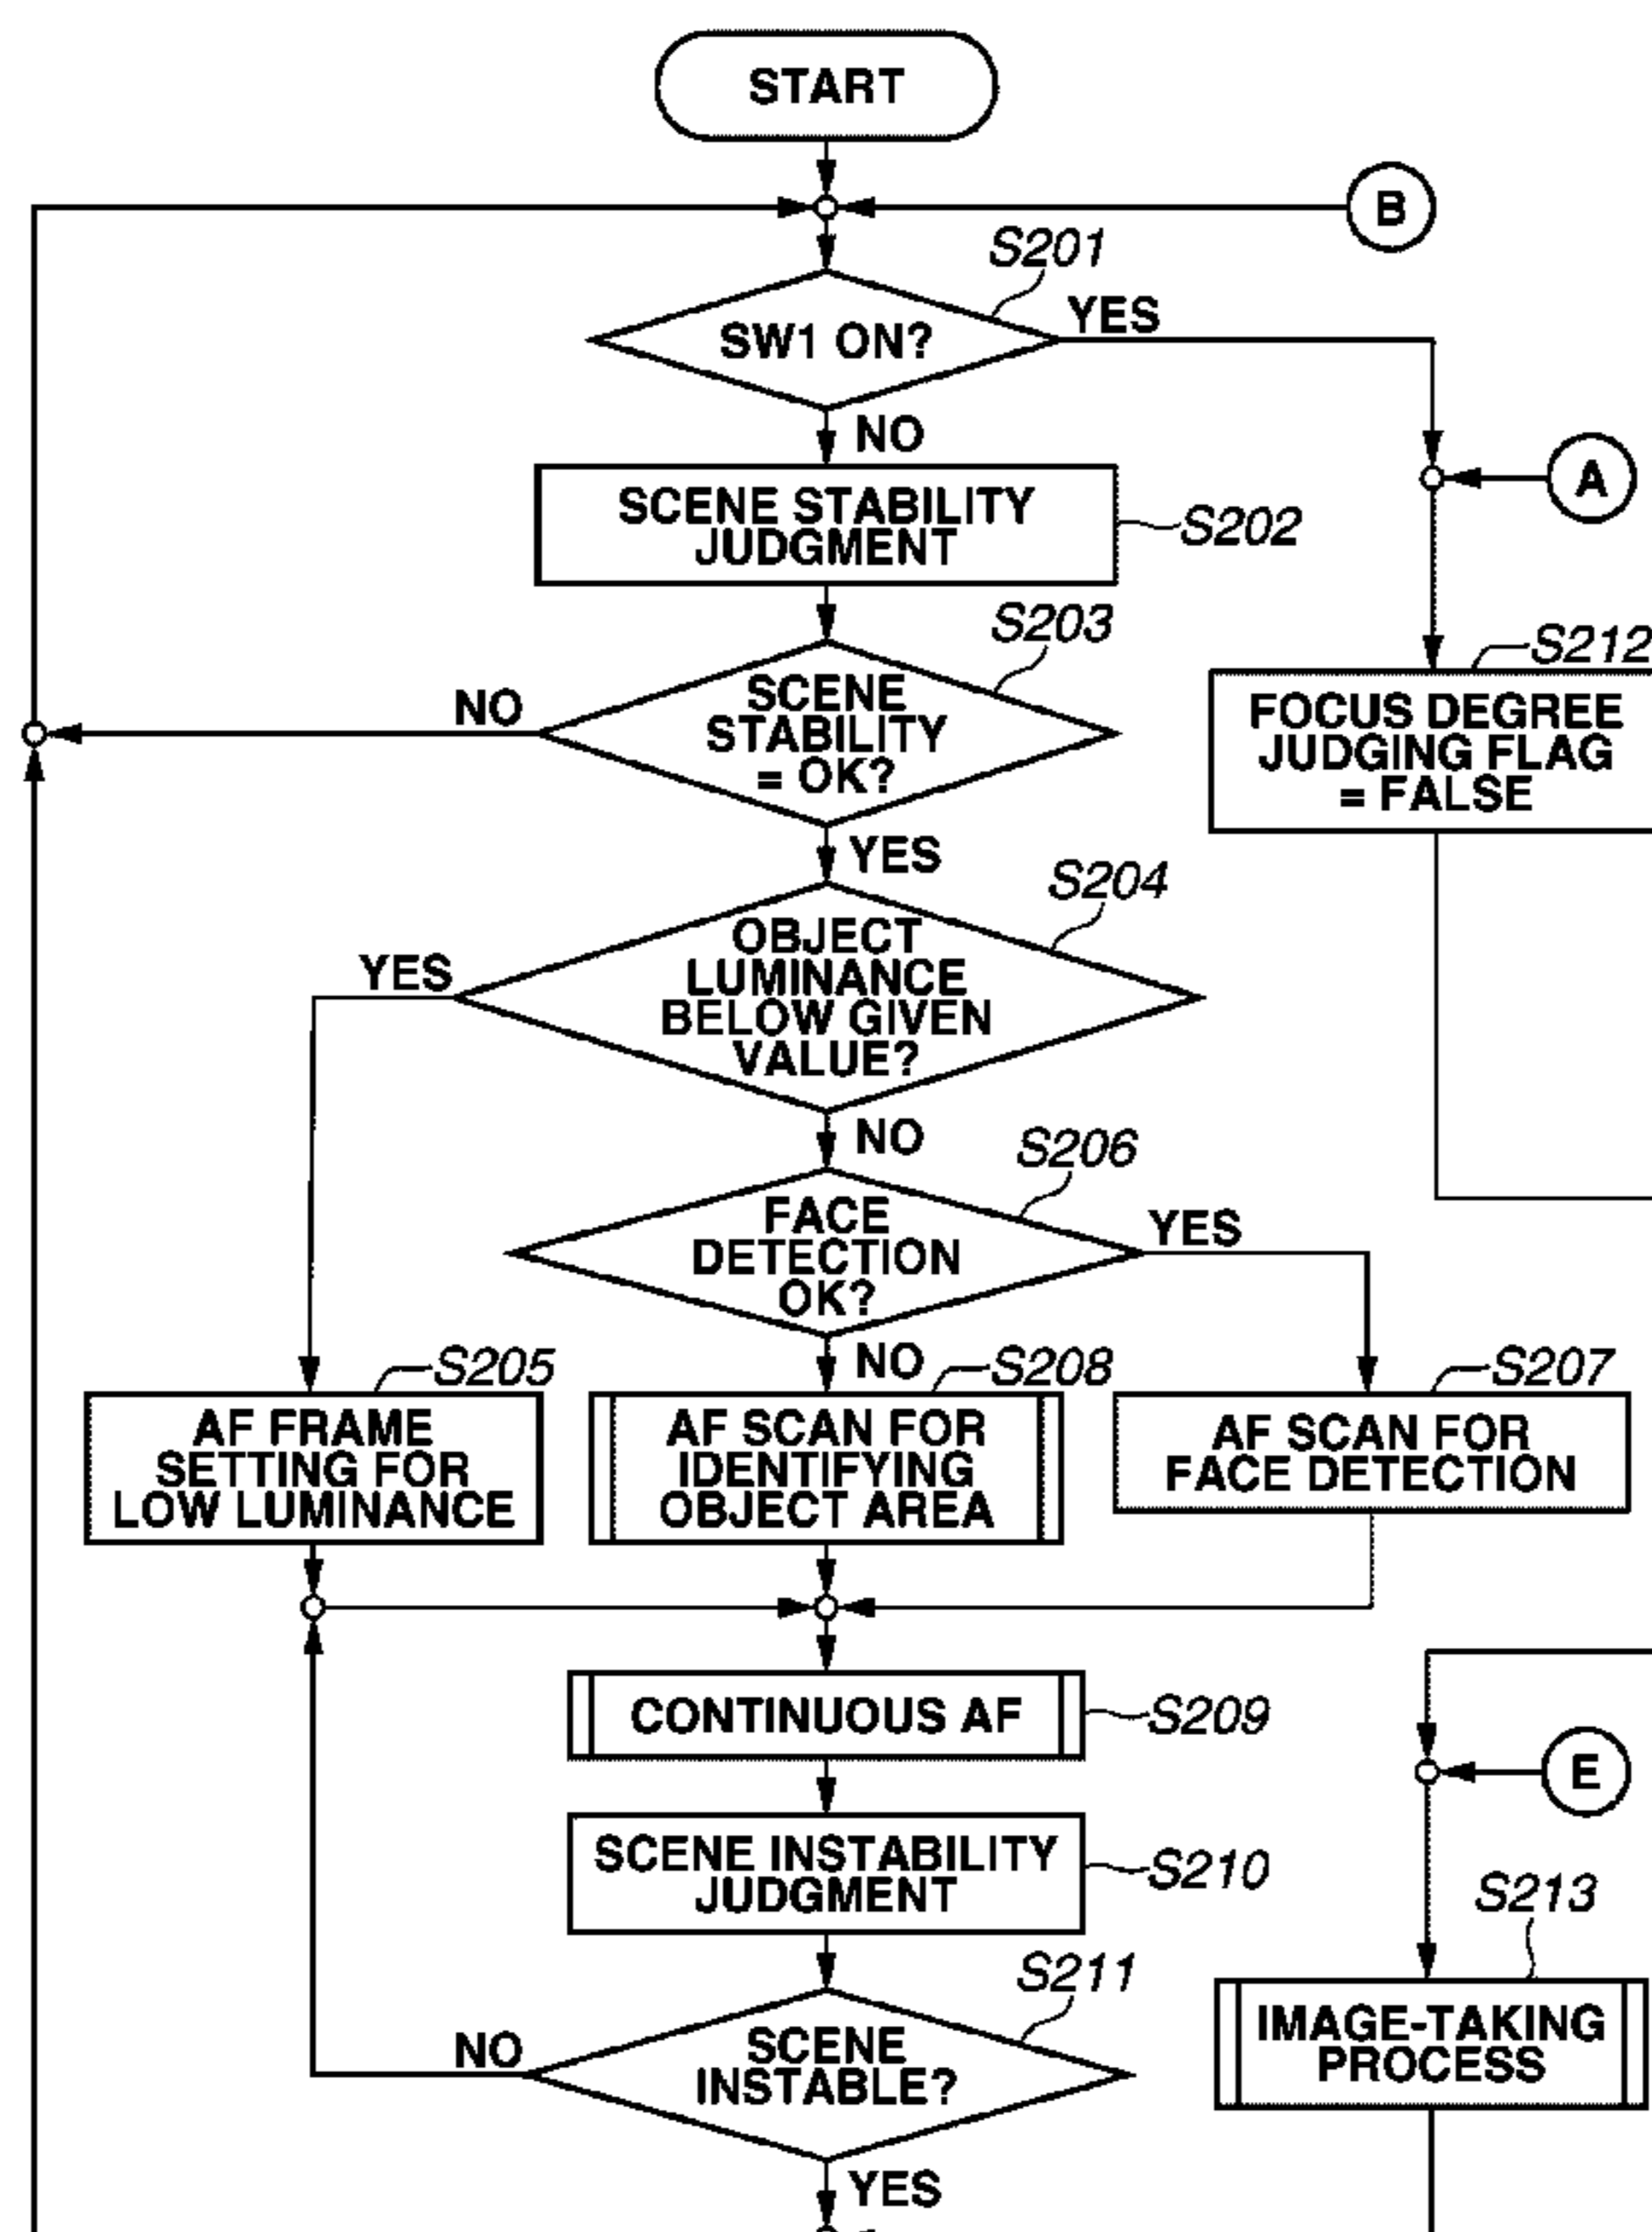 START
B
S201
SW1 ON?
YES
NO
A
SCENE STABILITY
JUDGMENT
S202
S203
SCENE
STABILITY
= OK?
NO
YES
S212
FOCUS DEGREE
JUDGING FLAG
= FALSE
S204
OBJECT
LUMINANCE
BELOW GIVEN
VALUE?
YES
NO
S206
FACE
DETECTION
OK?
YES
NO
S205
AF FRAME
SETTING FOR
LOW LUMINANCE
S208
AF SCAN FOR
IDENTIFYING
OBJECT AREA
S207
AF SCAN FOR
FACE DETECTION
CONTINUOUS AF
S209
E
SCENE INSTABILITY
JUDGMENT
S210
S213
IMAGE-TAKING
PROCESS
S211
SCENE
INSTABLE?
NO
YES